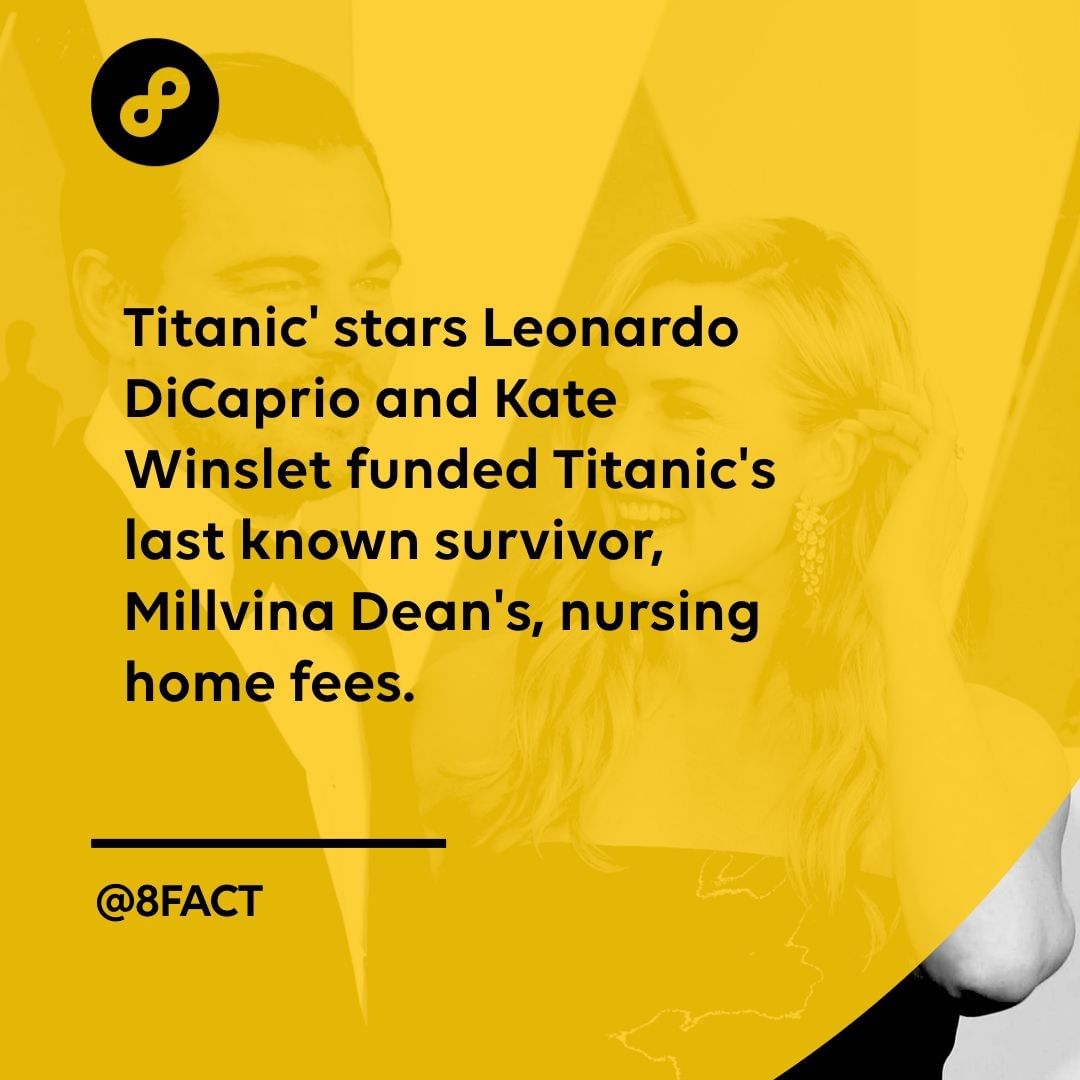 Titanic' stars Leonardo
DiCaprio and Kate
Winslet funded Titanic's
last known survivor,
Millvina Dean's, nursing
home fees.
@8FACT